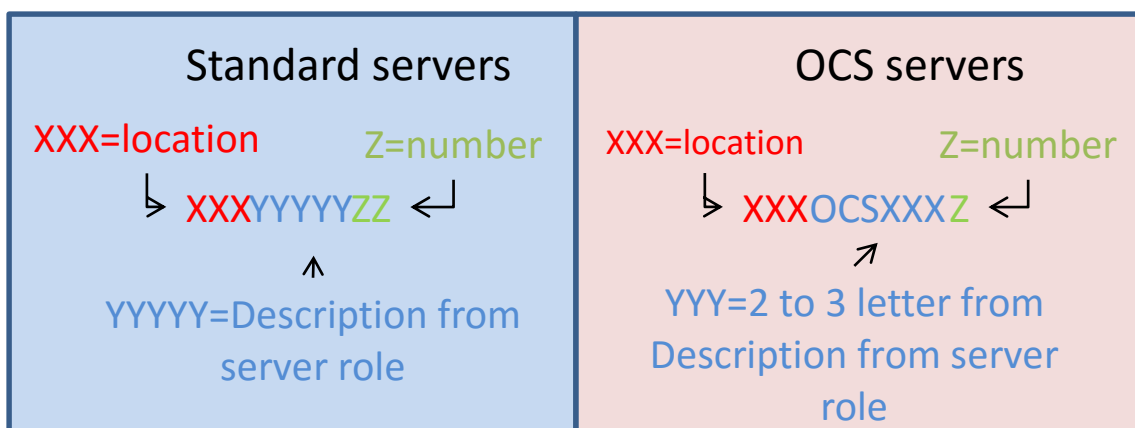 Standard servers
XXX=location
Z=number
XXXYYYYYZZ
YYYYY=Description from
server role
OCS servers
XXX=location
Z=number
XXXOCSXXXZ
YYY=2 to 3 letter from
Description from server
role